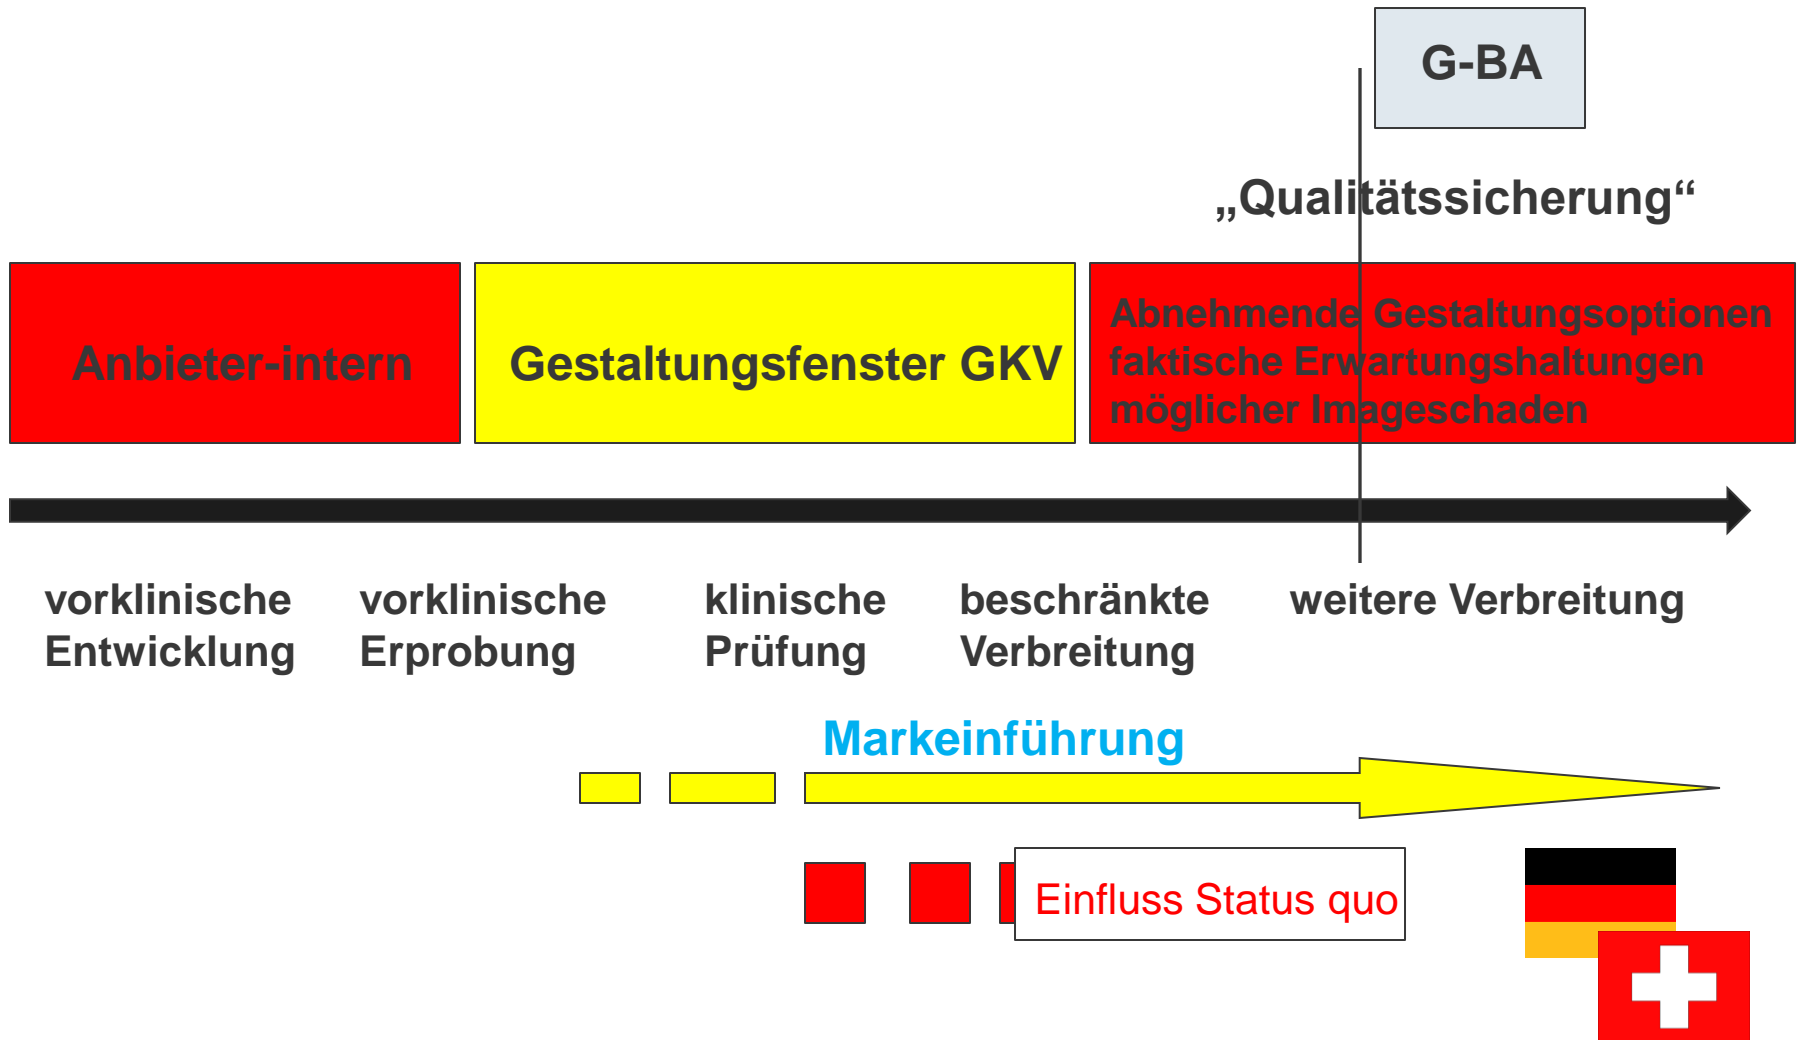 G-BA
„Qualitätssicherung“
Anbieter-intern
Gestaltungsfenster GKV
Abnehmende Gestaltungsoptionen
faktische Erwartungshaltungen
möglicher Imageschaden
vorklinische
Entwicklung
vorklinische
Erprobung
klinische
Prüfung
beschränkte
Verbreitung
weitere Verbreitung
Markeinführung
Einfluss Status quo